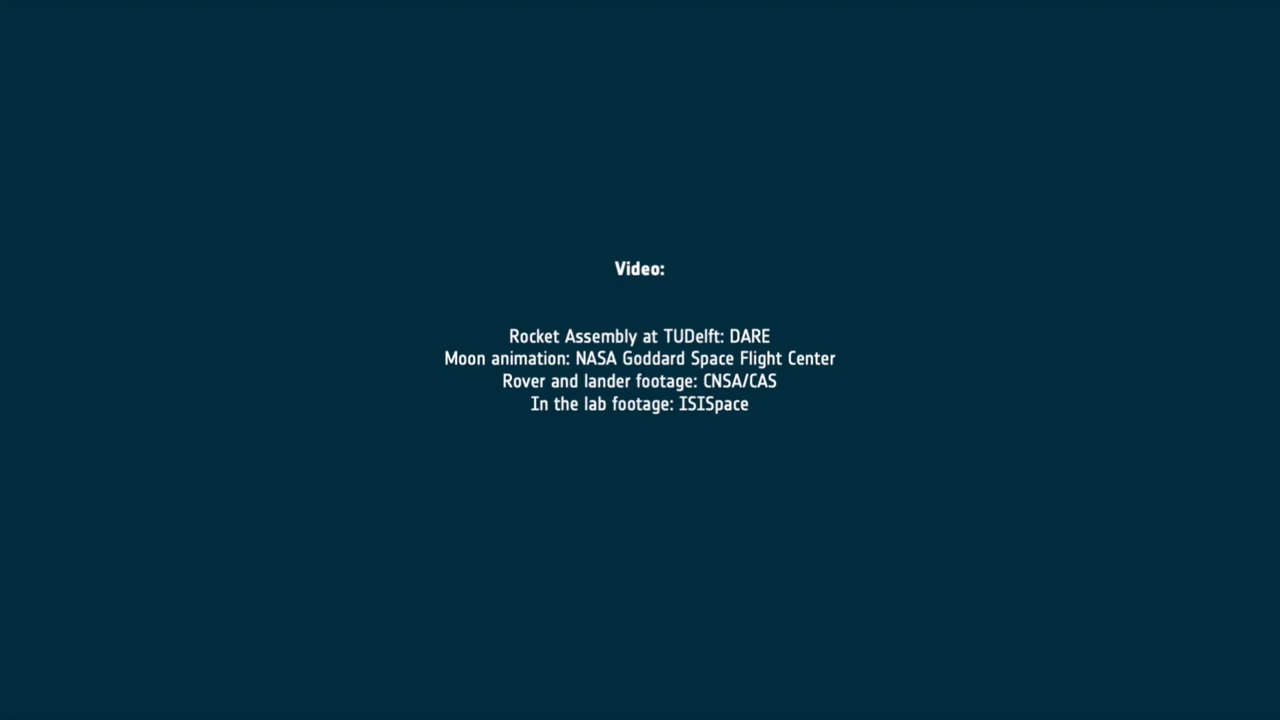 Video:
Rocket Assembly at TUDelft: DARE
Moon animation: NASA Goddard Space Flight Center
Rover and lander footage: CNSA/CAS
In the lab footage: ISISpace